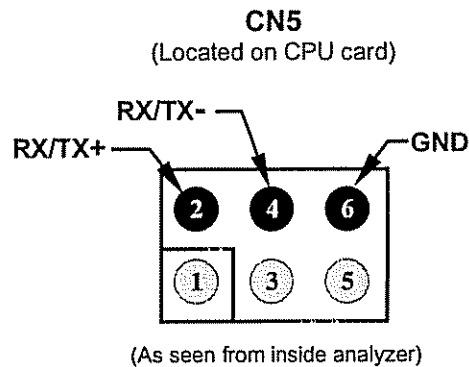 CN5
(Located on CPU card)
RX/TX-
RX/TX+
GND
2 4 6
1 3 5
(As seen from inside analyzer)